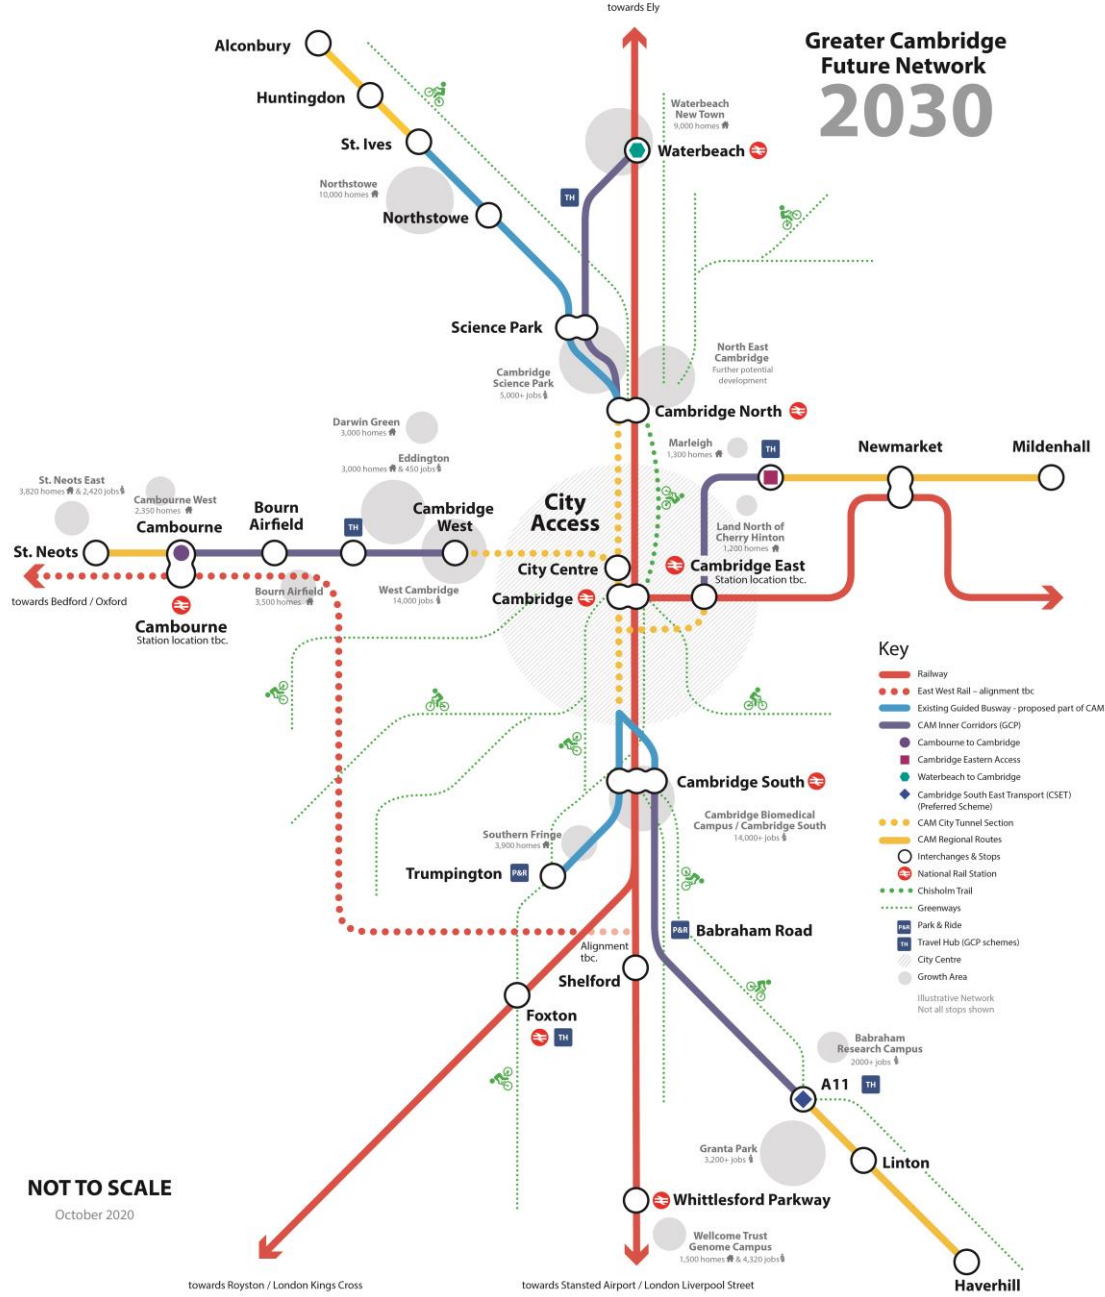 towards Ely
Greater Cambridge
Future Network
2030
Alconbury
Huntingdon
St. Ives
Northstowe
10,000 homes
Northstowe
Waterbeach
New Town
9,000 homes
Waterbeach
TH
Science Park
Cambridge
Science Park
5,000+ jobs
North East
Cambridge
Further potential
development
Cambridge North
Darwin Green
3,000 homes
Eddington
3,000 homes & 450 jobs
Marleigh
1,300 homes
TH
Newmarket
Mildenhall
St. Neots East
3,820 homes & 2,420 jobs
Cambourne West
2,350 homes
Cambourne
Bourn
Airfield
TH
Cambridge
West
City
Access
Land North of
Cherry Hinton
1,200 homes
St. Neots
City Centre
Cambridge East
Station location tbc.
Cambridge
towards Bedford / Oxford
Bourn Airfield
3,500 homes
West Cambridge
14,000 jobs
Cambourne
Station location tbc.
Key
Railway
East West Rail – alignment tbc
Existing Guided Busway - proposed part of CAM
CAM Inner Corridors (GCP)
Cambourne to Cambridge
Cambridge Eastern Access
Waterbeach to Cambridge
Cambridge South East Transport (CSET)
(Preferred Scheme)
CAM City Tunnel Section
CAM Regional Routes
Interchanges & Stops
National Rail Station
Chisholm Trail
Greenways
P&R
Park & Ride
TH
Travel Hub (GCP schemes)
City Centre
Growth Area
Illustrative Network
Not all stops shown
Cambridge South
Cambridge Biomedical
Campus / Cambridge South
14,000+ jobs
Southern Fringe
3,900 homes
Trumpington
P&R
P&R
Babraham Road
Alignment
tbc.
Shelford
Foxton
TH
Babraham
Research Campus
2000+ jobs
A11
TH
Granta Park
3,200+ jobs
Linton
Whittlesford Parkway
Wellcome Trust
Genome Campus
1,500 homes & 4,320 jobs
Haverhill
NOT TO SCALE
October 2020
towards Royston / London Kings Cross
towards Stansted Airport / London Liverpool Street